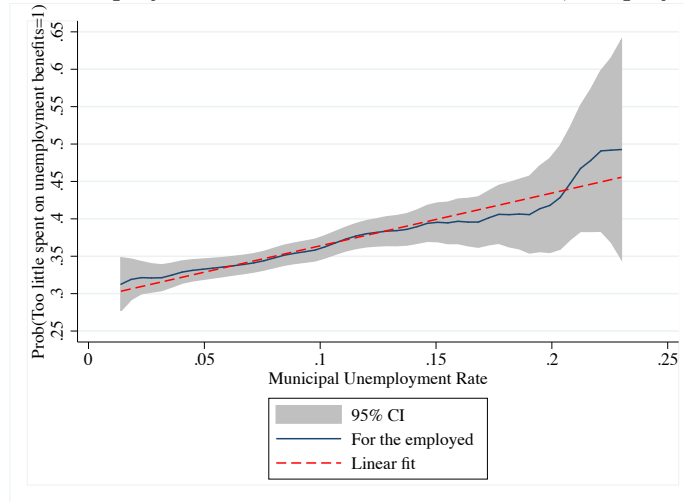 Prob(Too little spent on unemployment benefits=1)
.65
.6
.55
.5
.45
.4
.35
.3
.25
0 .05 .1 .15 .2 .25
Municipal Unemployment Rate
95% CI
For the employed
Linear fit